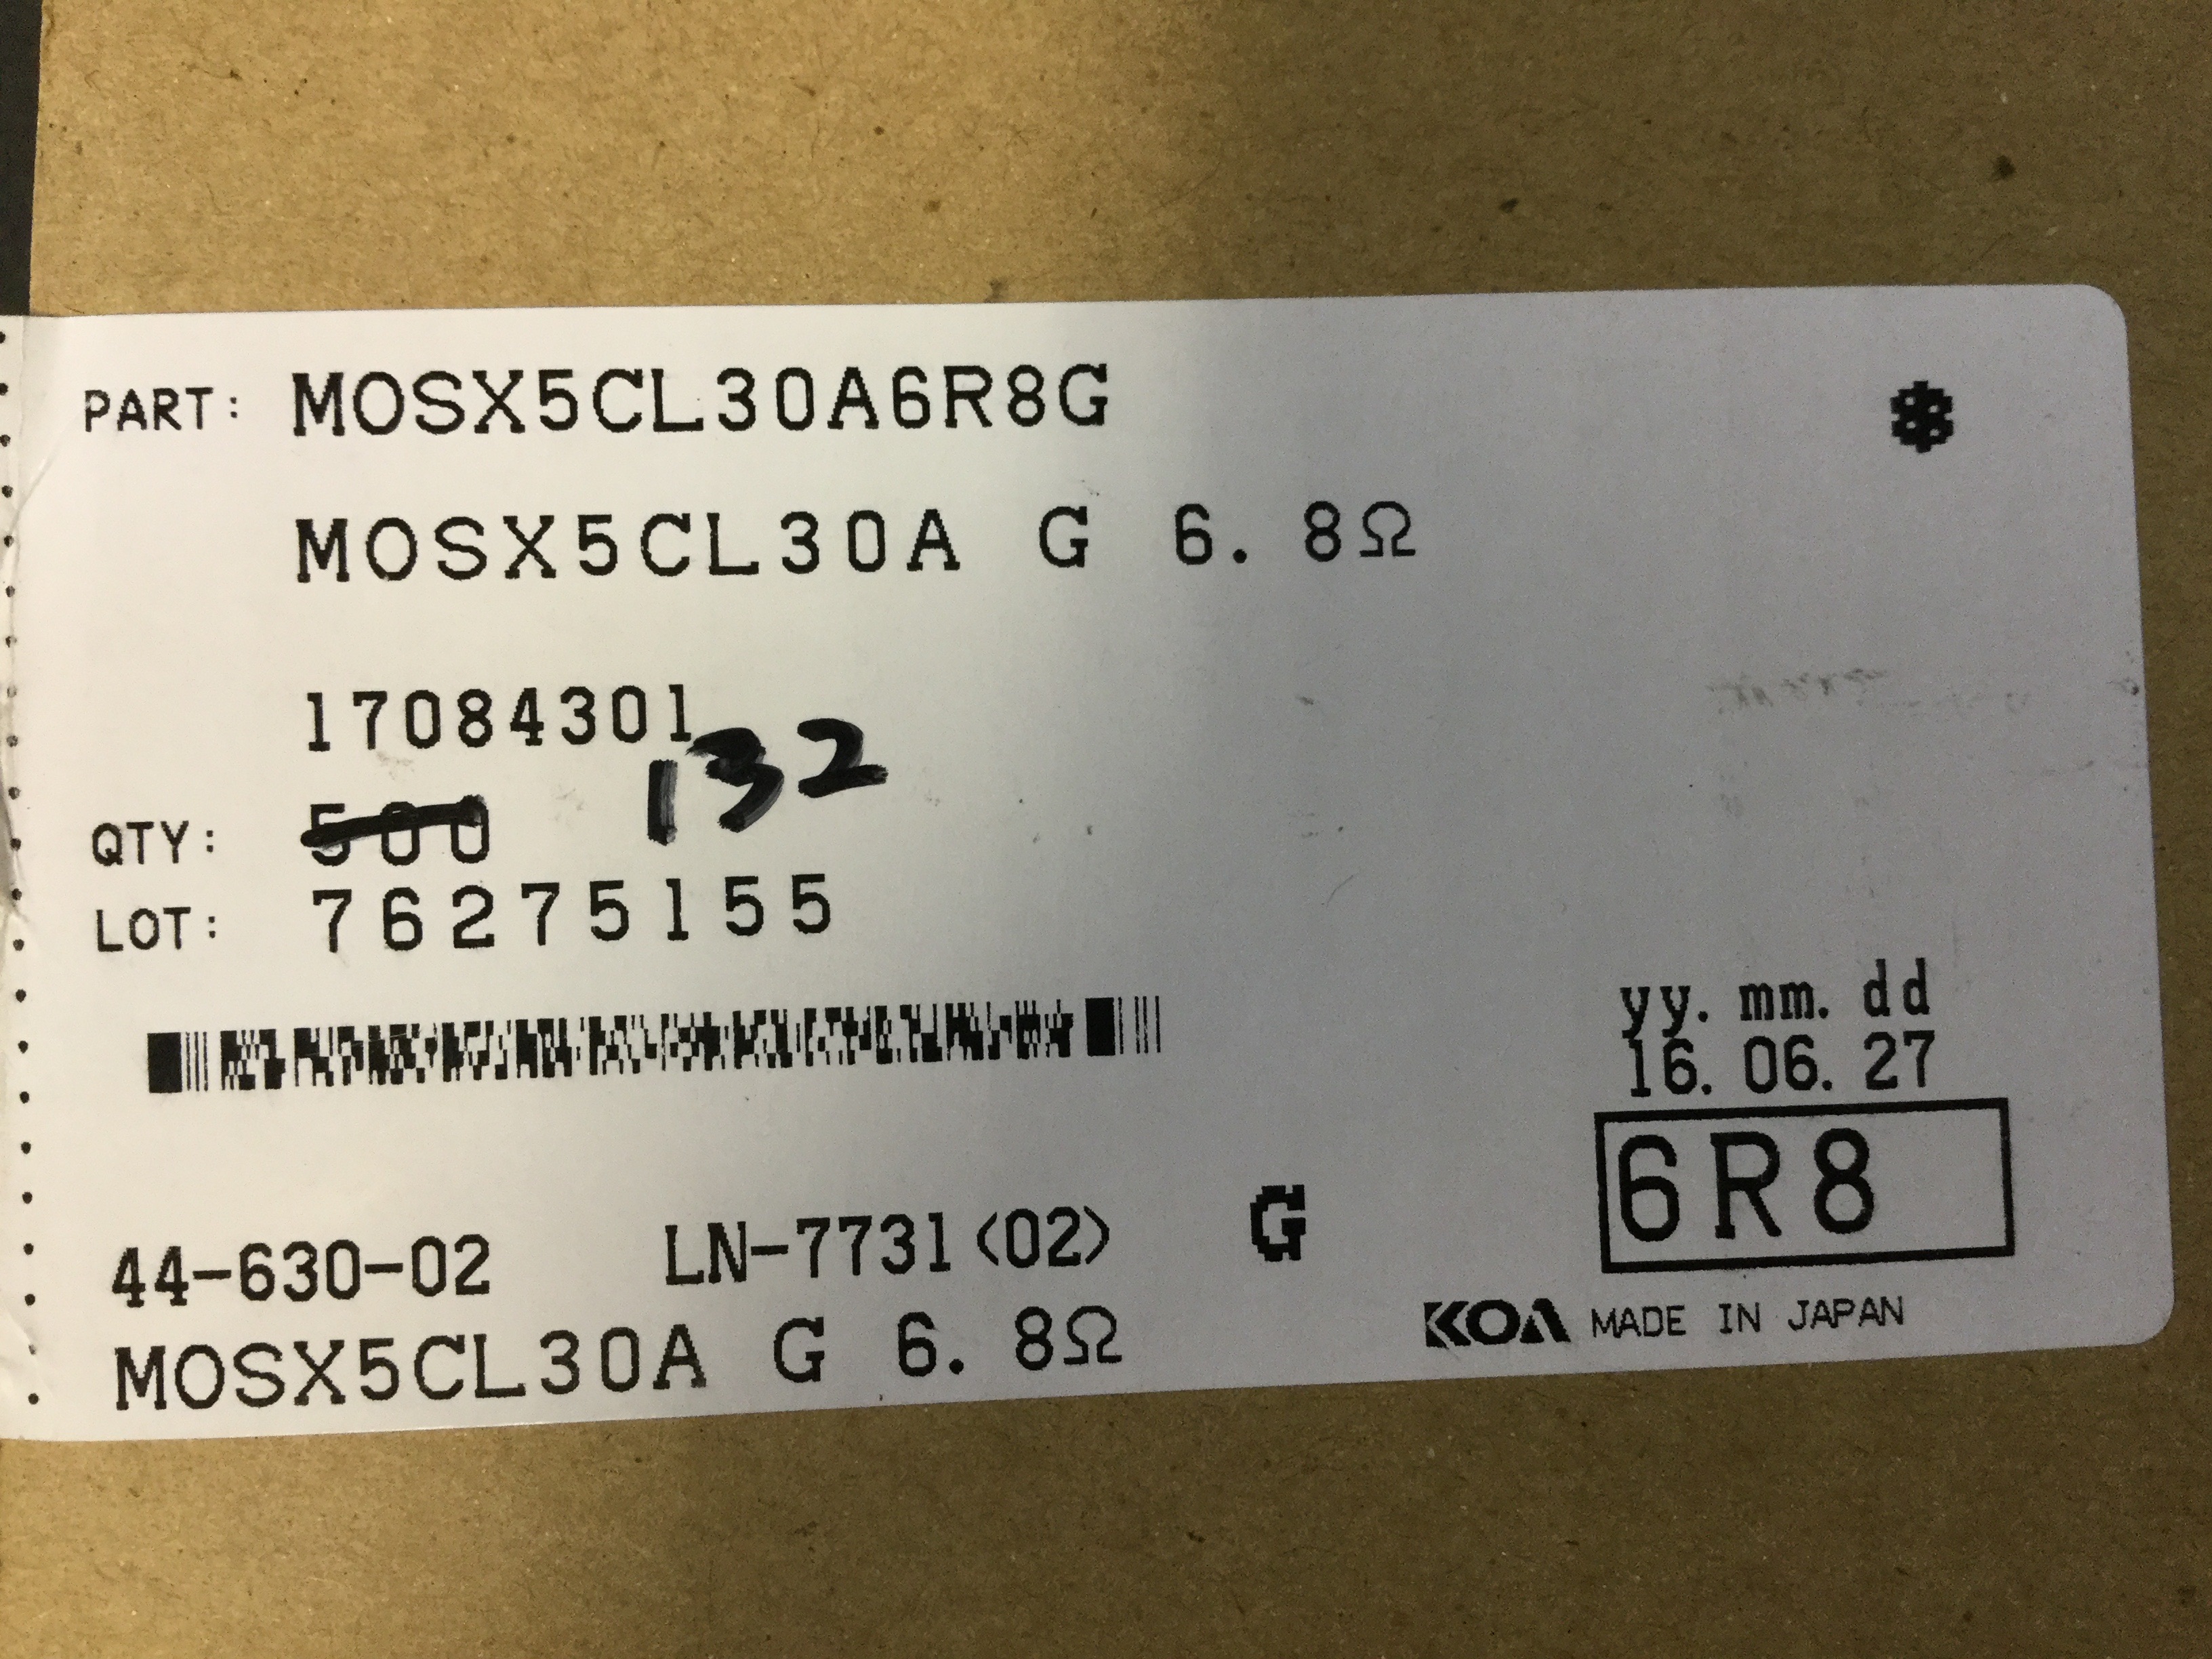 PART: MOSX5CL30A6R8G
*
MOSX5CL30A G 6.8Ω
17084301
132
QTY: 500
LOT: 76275155
yy. mm. dd
16. 06. 27
6R8
44-630-02 LN-7731<02> G
KOA MADE IN JAPAN
MOSX5CL30A G 6.8Ω